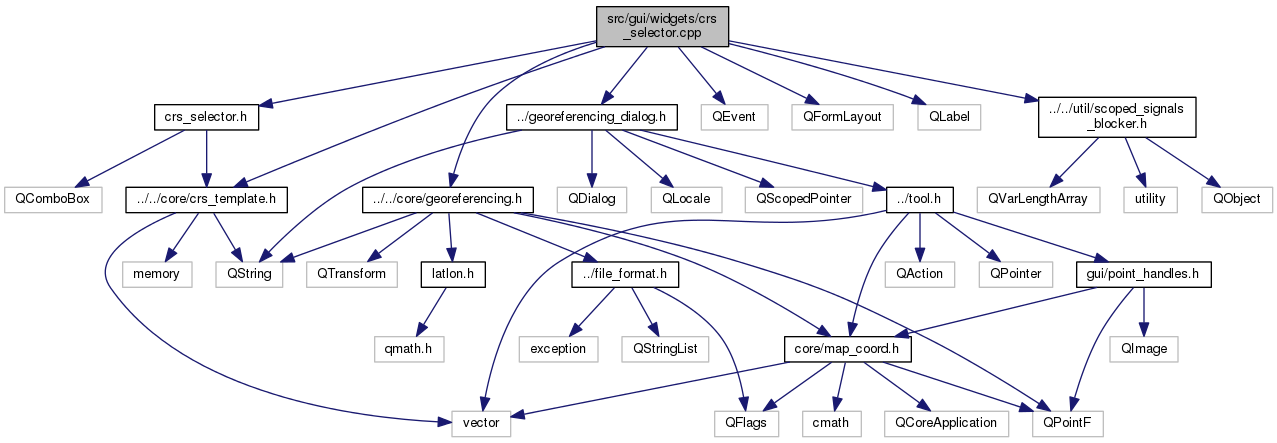 src/gui/widgets/crs
_selector.cpp
crs_selector.h
../georeferencing_dialog.h
QEvent
QFormLayout
QLabel
../../util/scoped_signals
_blocker.h
QComboBox
../../core/crs_template.h
../../core/georeferencing.h
QDialog
QLocale
QScopedPointer
../tool.h
QVarLengthArray
utility
QObject
memory
QString
QTransform
latlon.h
../file_format.h
QAction
QPointer
gui/point_handles.h
qmath.h
exception
QStringList
core/map_coord.h
QImage
vector
QFlags
cmath
QCoreApplication
QPointF